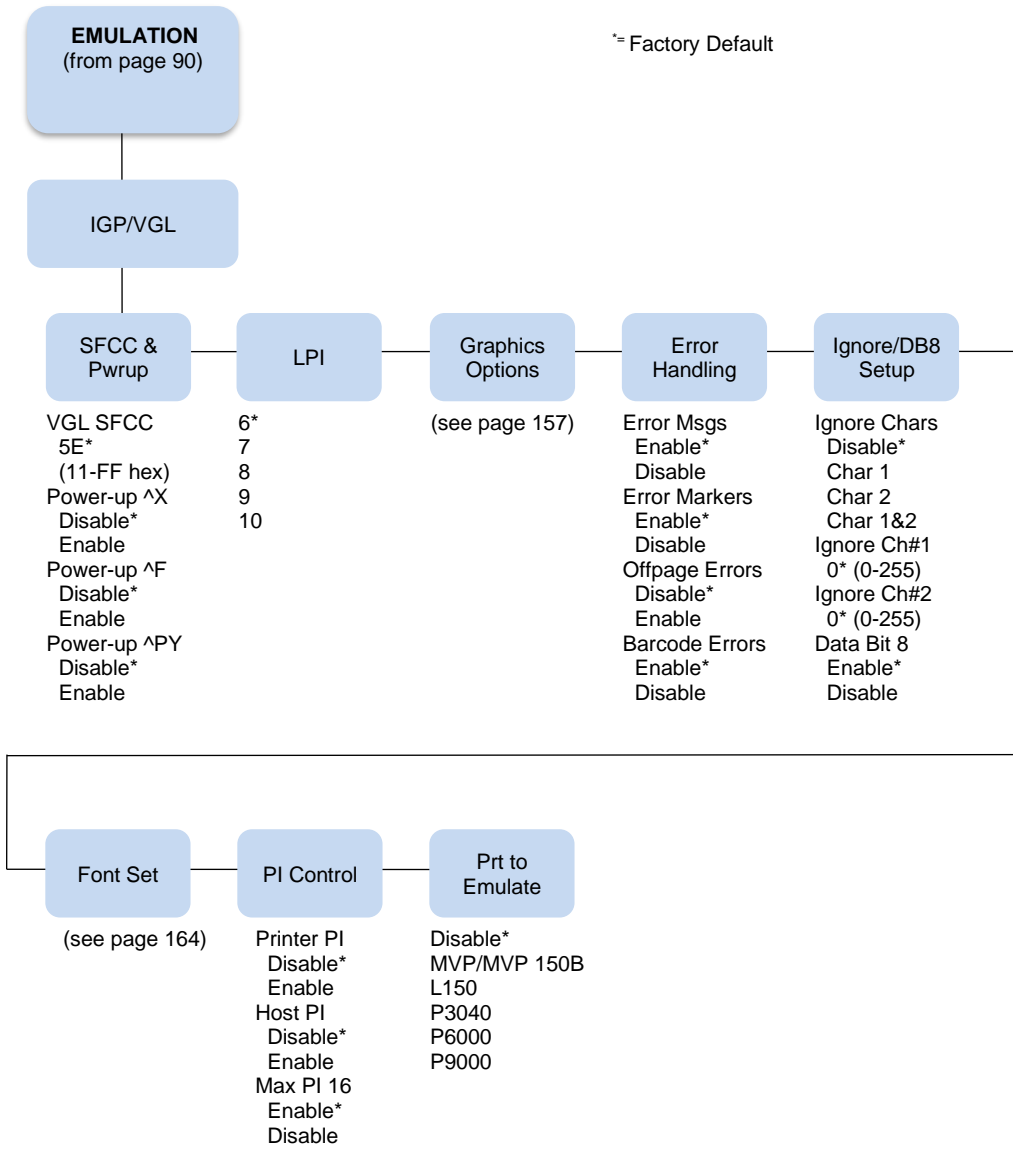 EMULATION
(from page 90)
*= Factory Default
IGP/VGL
SFCC &
Pwrup
LPI
Graphics
Options
Error
Handling
Ignore/DB8
Setup
VGL SFCC
5E*
(11-FF hex)
Power-up ^X
Disable*
Enable
Power-up ^F
Disable*
Enable
Power-up ^PY
Disable*
Enable
6*
7
8
9
10
(see page 157)
Error Msgs
Enable*
Disable
Error Markers
Enable*
Disable
Offpage Errors
Disable*
Enable
Barcode Errors
Enable*
Disable
Ignore Chars
Disable*
Char 1
Char 2
Char 1&2
Ignore Ch#1
0* (0-255)
Ignore Ch#2
0* (0-255)
Data Bit 8
Enable*
Disable
Font Set
PI Control
Prt to
Emulate
(see page 164)
Printer PI
Disable*
Enable
Host PI
Disable*
Enable
Max PI 16
Enable*
Disable
Disable*
MVP/MVP 150B
L150
P3040
P6000
P9000